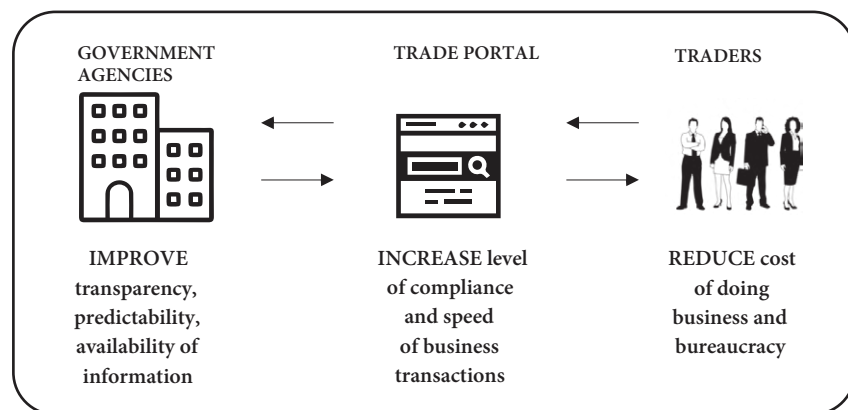 GOVERNMENT
AGENCIES
TRADE PORTAL
TRADERS
IMPROVE
transparency,
predictability,
availability of
information
INCREASE level
of compliance
and speed
of business
transactions
REDUCE cost
of doing
business and
bureaucracy